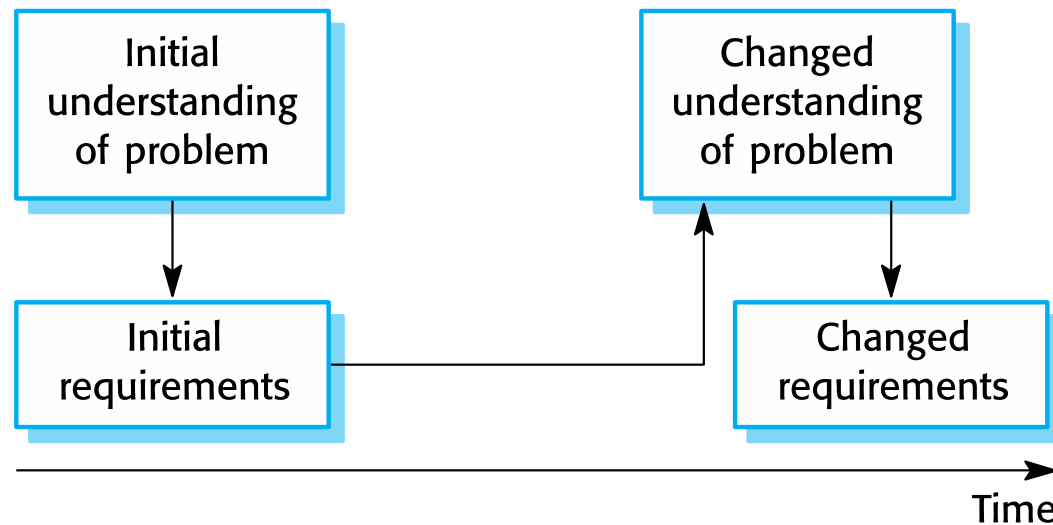 Initial
understanding
of problem
Changed
understanding
of problem
Initial
requirements
Changed
requirements
Time